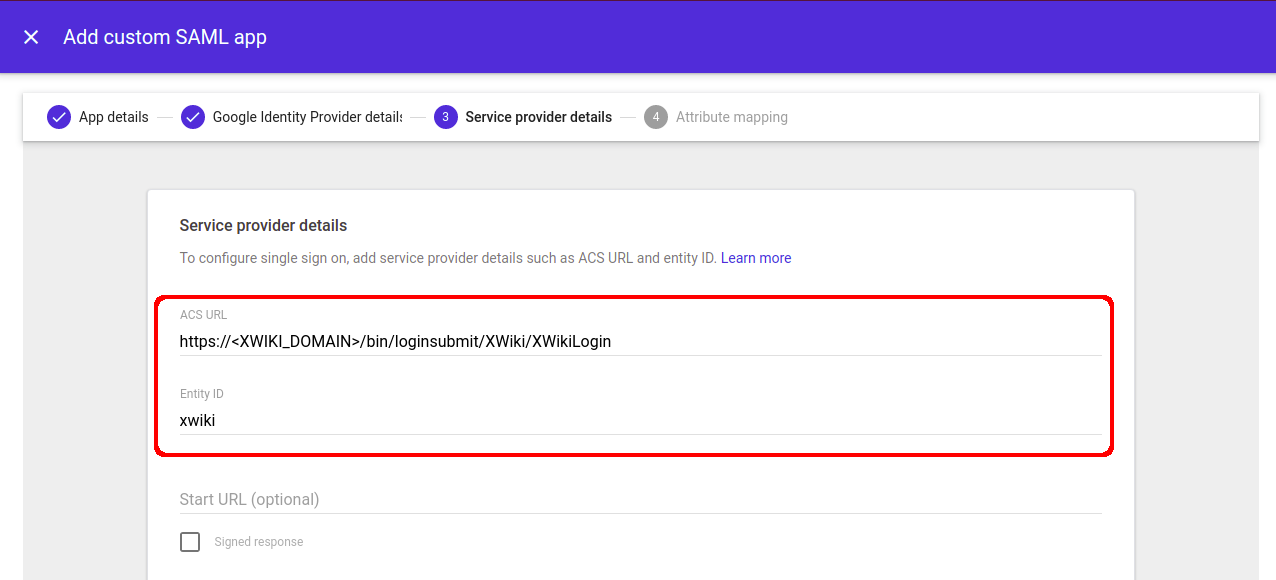 Add custom SAML app
App details
Google Identity Provider details
3 Service provider details
4 Attribute mapping
Service provider details
To configure single sign on, add service provider details such as ACS URL and entity ID. Learn more
ACS URL
https://<XWIKI_DOMAIN>/bin/loginsubmit/XWiki/XWikiLogin
Entity ID
xwiki
Start URL (optional)
Signed response